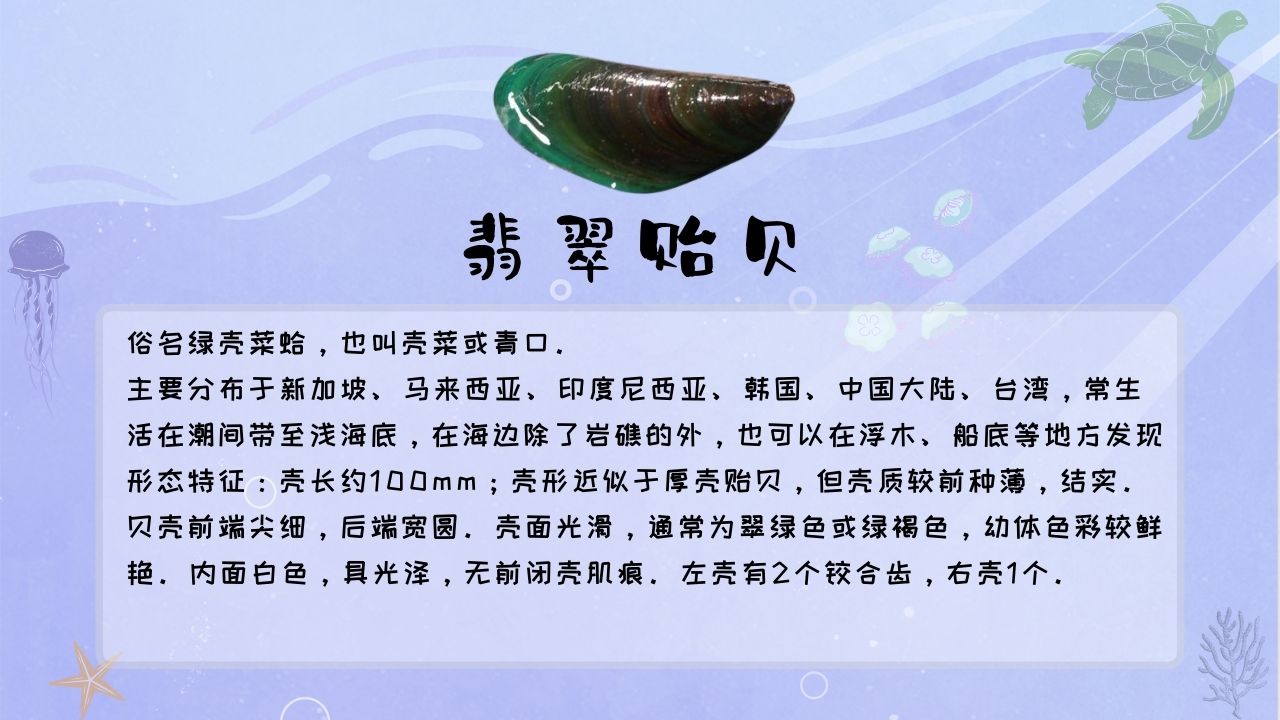 翡翠贻贝
俗名绿壳菜蛤，也叫壳菜或青口．
主要分布于新加坡、马来西亚、印度尼西亚、韩国、中国大陆、台湾，常生
活在潮间带至浅海底，在海边除了岩礁的外，也可以在浮木、船底等地方发现
形态特征：壳长约100mm；壳形近似于厚壳贻贝，但壳质较前种薄，结实．
贝壳前端尖细，后端宽圆．壳面光滑，通常为翠绿色或绿褐色，幼体色彩较鲜
艳．内面白色，具光泽，无前闭壳肌痕．左壳有2个铰合齿，右壳1个．